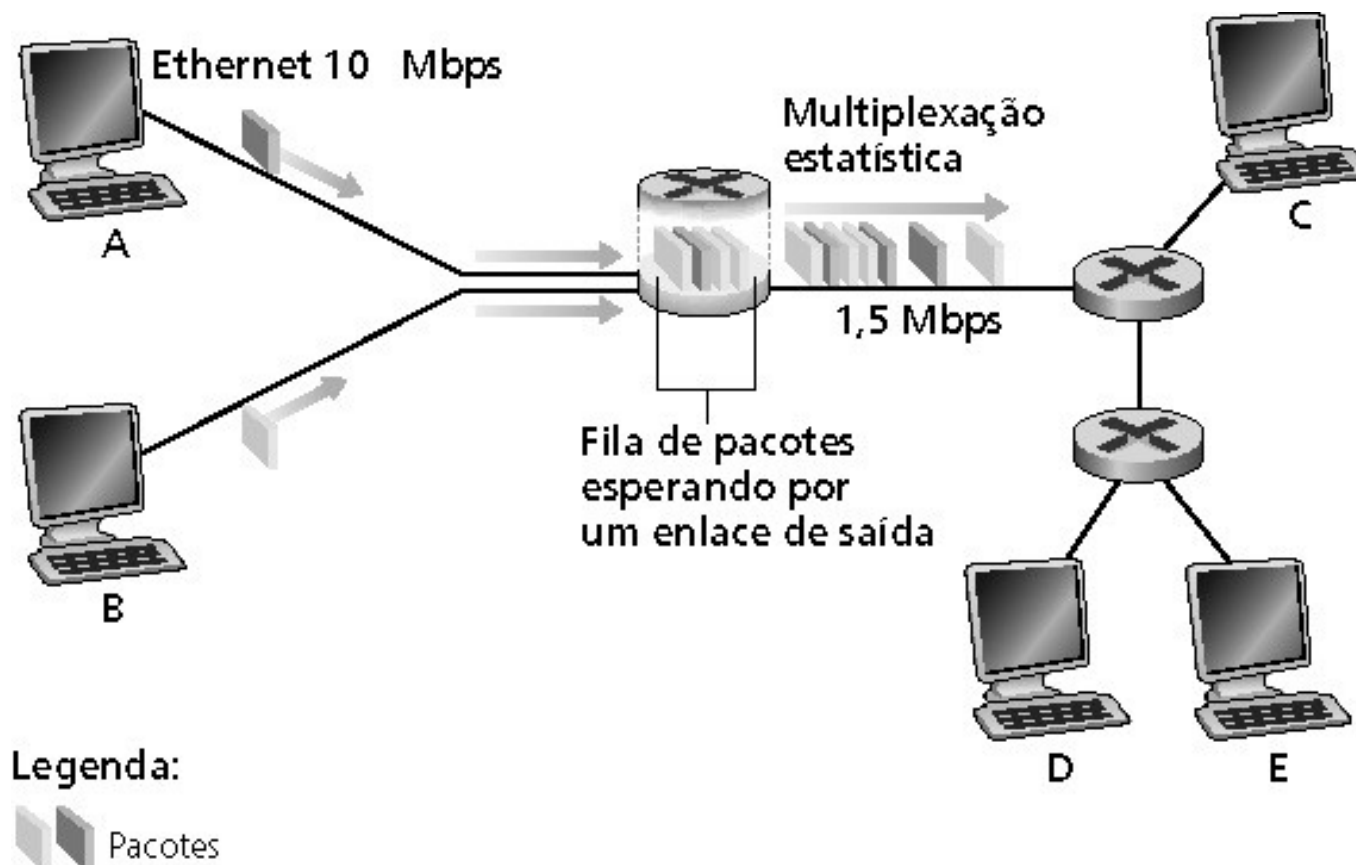 Ethernet 10 Mbps
A
Multiplexação
estatística
C
1,5 Mbps
Fila de pacotes
esperando por
um enlace de saída
B
D
E
Legenda:
Pacotes